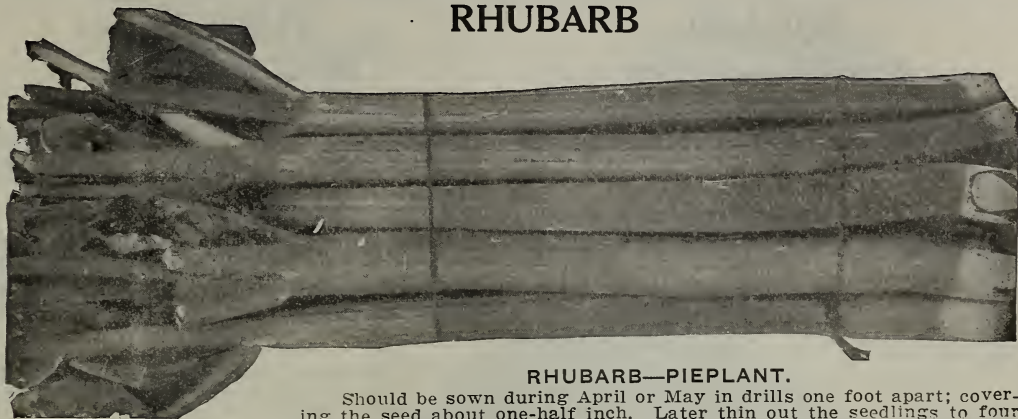 RHUBARB
RHUBARB—PIEPLANT.
Should be sown during April or May in drills one foot apart; cover-
ing the seed about one-half inch. Later thin out the seedlings to four